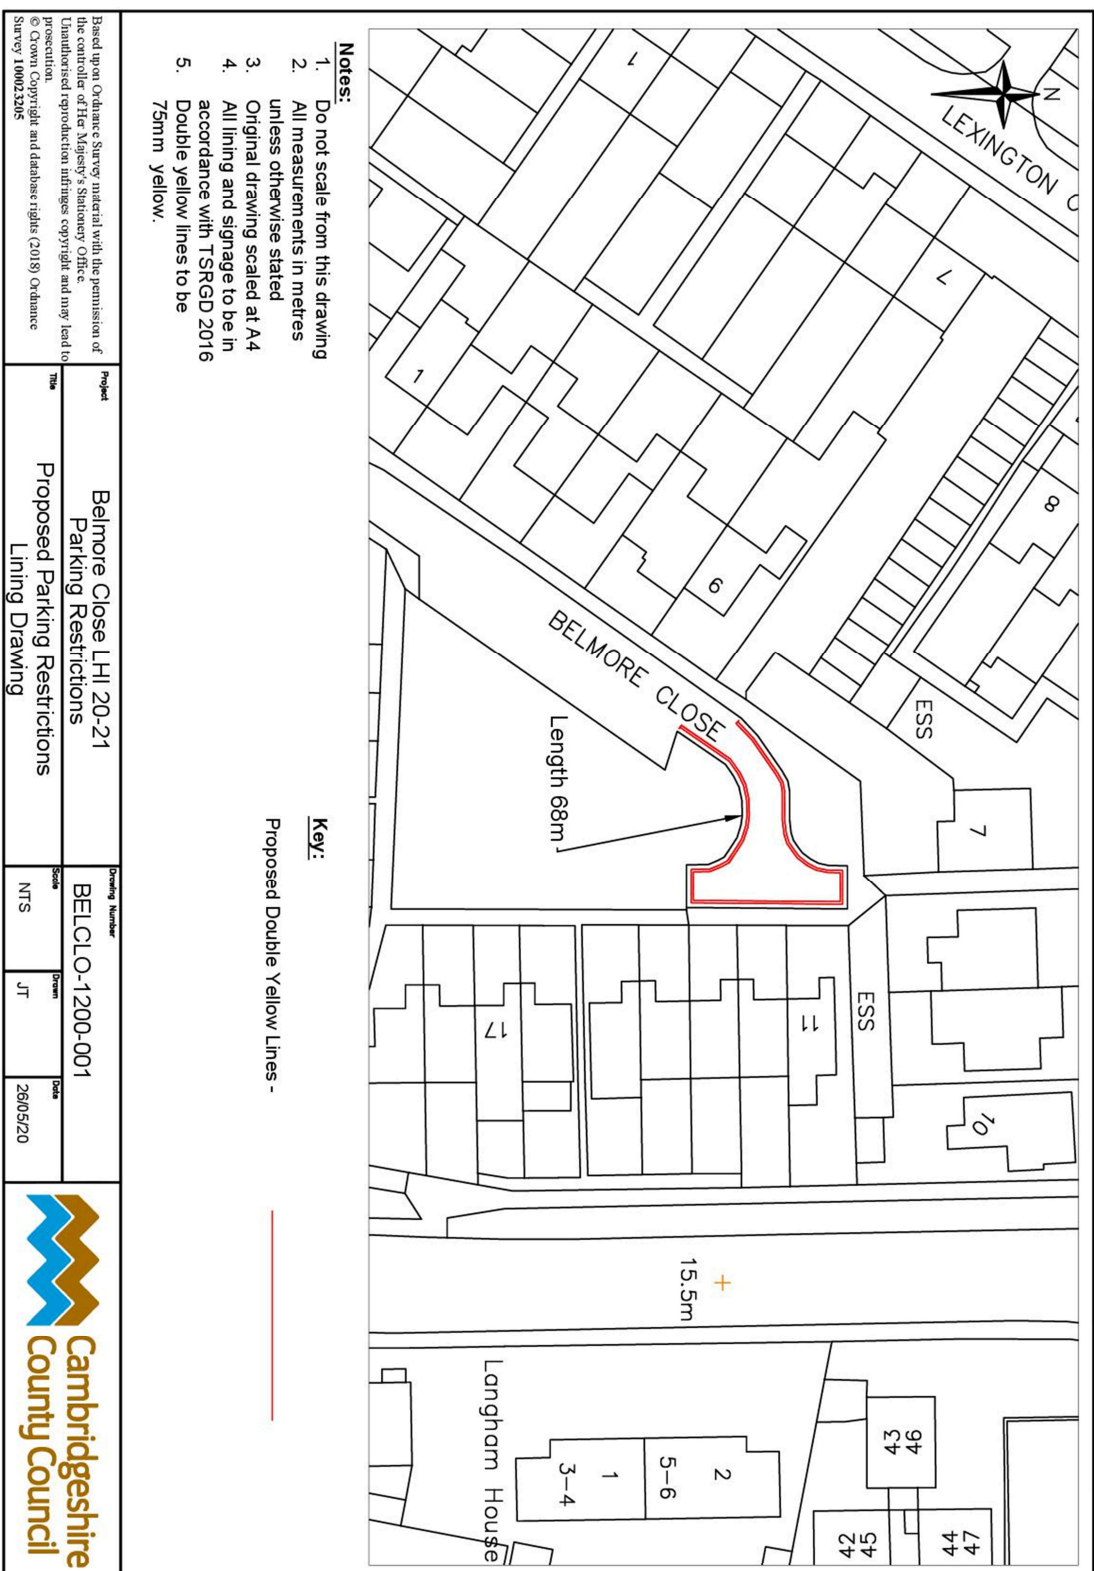 N
LEXINGTON C
1
7
8
ESS
7
1
6
BELMORE CLOSE
Length 68m
ESS
11
17
10
15.5m
Langham House
1
3-4
2
5-6
46
43
47
44
45
42
Notes:
1. Do not scale from this drawing
2. All measurements in metres
unless otherwise stated
3. Original drawing scaled at A4
4. All lining and signage to be in
accordance with TSRGD 2016
5. Double yellow lines to be
75mm yellow.
Key:
Proposed Double Yellow Lines -
Based upon Ordnance Survey material with the permission of
the controller of Her Majesty's Stationery Office.
Unauthorised reproduction infringes copyright and may lead to
prosecution.
© Crown Copyright and database rights (2018) Ordnance
Survey 100023205
Project
Belmore Close LHI 20-21
Parking Restrictions
Title
Proposed Parking Restrictions
Lining Drawing
Drawing Number
BELCLO-1200-001
Scale
NTS
Drawn
JT
Date
26/05/20
Cambridgeshire
County Council